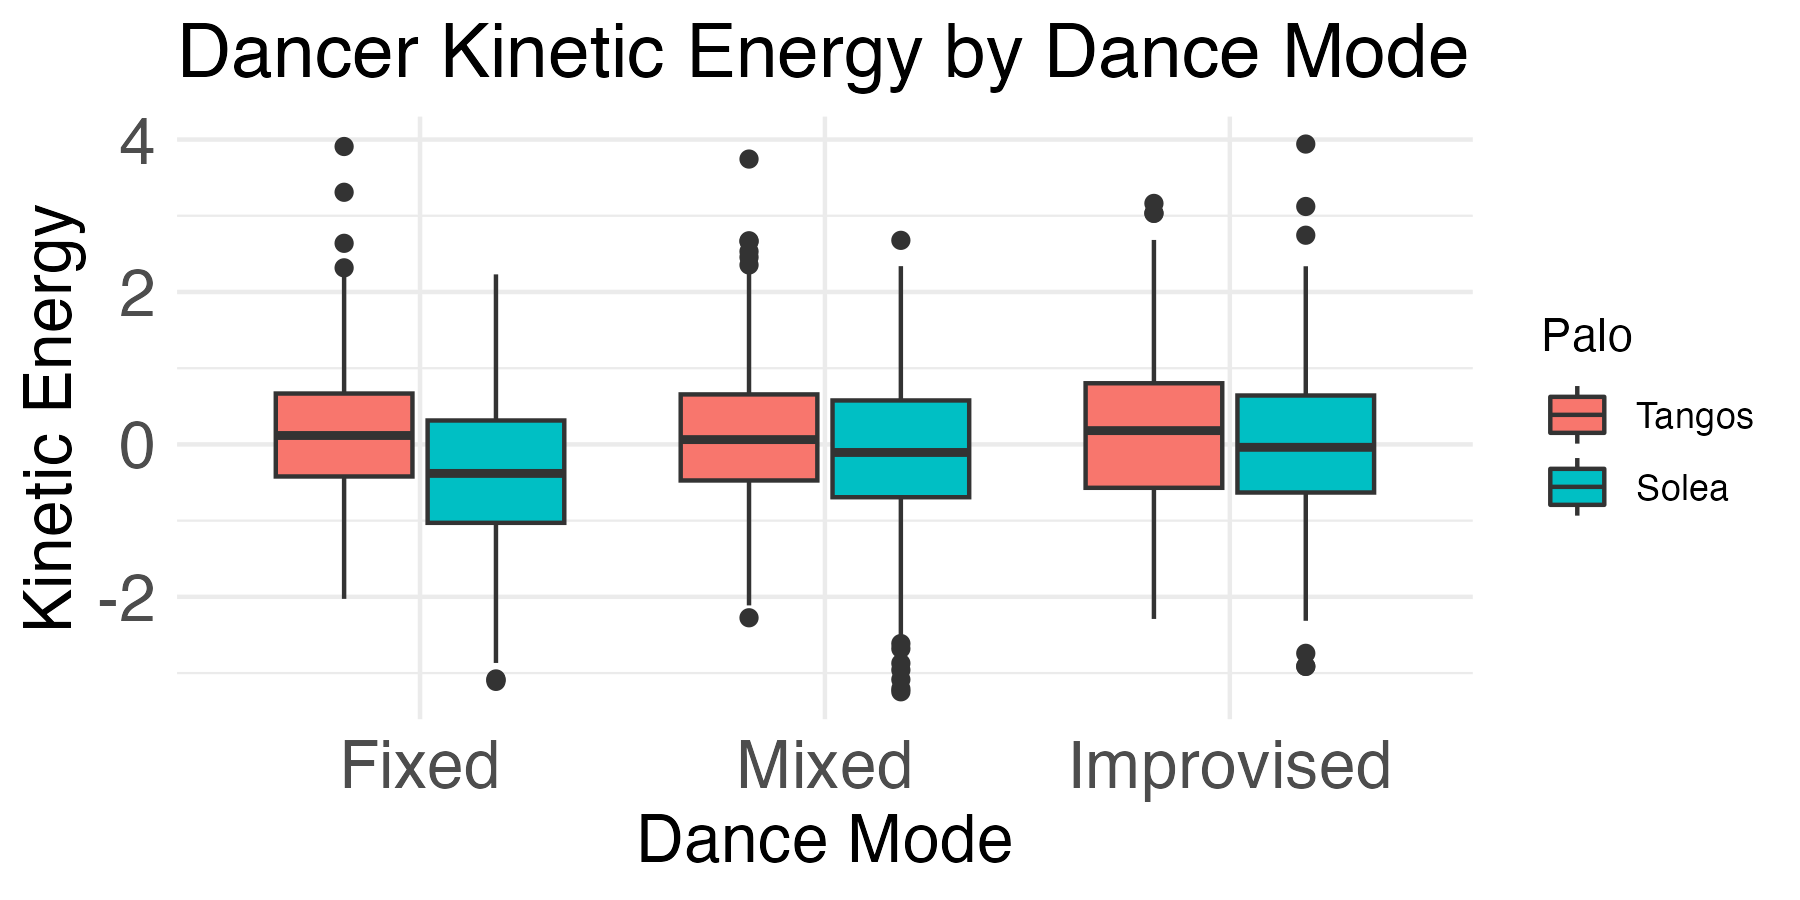 Dancer Kinetic Energy by Dance Mode
Kinetic Energy
4
2
0
-2
Fixed
Mixed
Improvised
Dance Mode
Palo
Tangos
Solea